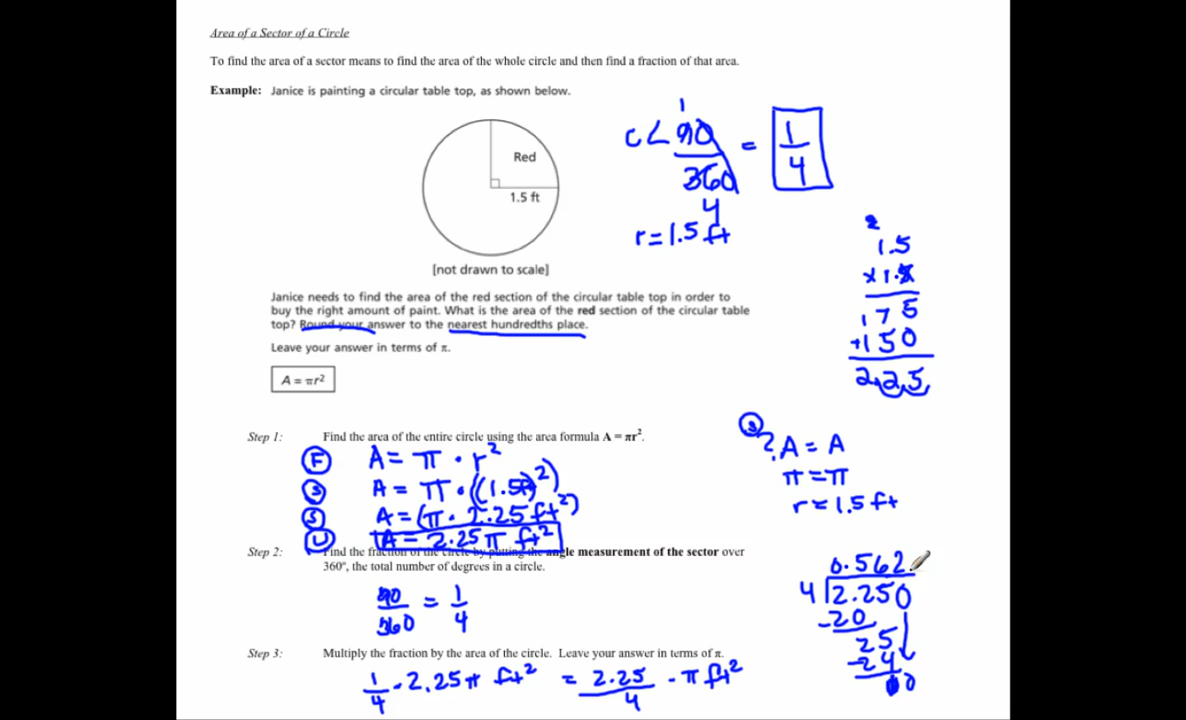 Area of a Sector of a Circle
To find the area of a sector means to find the area of the whole circle and then find a fraction of that area.
Example: Janice is painting a circular table top, as shown below.
Red
1.5 ft
[not drawn to scale]
c< 90/360 = 1/4
1
4
r = 1.5 ft
2
1.5
x 1.5
175
+150
2.25
Janice needs to find the area of the red section of the circular table top in order to
buy the right amount of paint. What is the area of the red section of the circular table
top? Round your answer to the nearest hundredths place.
Leave your answer in terms of π.
A = πr²
Step 1: Find the area of the entire circle using the area formula A = πr².
F A = π · r²
S A = π · ((1.5ft)²)
S A = (π · 2.25 ft²)
U A = 2.25π ft²
? A = A
π = π
r = 1.5 ft
Step 2: Find the fraction of the circle by putting the angle measurement of the sector over
360º, the total number of degrees in a circle.
90/360 = 1/4
0.562
4 2.250
-20
25
-24
10
Step 3: Multiply the fraction by the area of the circle. Leave your answer in terms of π.
1/4 · 2.25π ft² = 2.25/4 · π ft²